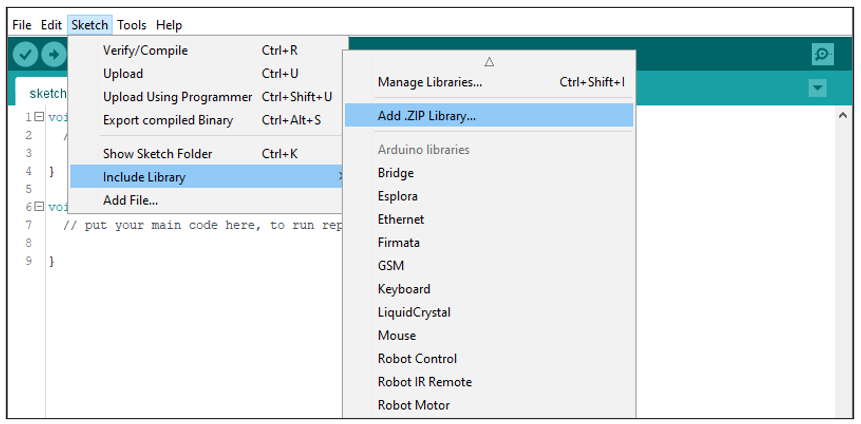 File Edit Sketch Tools Help
Verify/Compile Ctrl+R
Upload Ctrl+U
Upload Using Programmer Ctrl+Shift+U
Export compiled Binary Ctrl+Alt+S
Show Sketch Folder Ctrl+K
Include Library
Add File...
Manage Libraries... Ctrl+Shift+I
Add .ZIP Library...
Arduino libraries
Bridge
Esplora
Ethernet
Firmata
GSM
Keyboard
LiquidCrystal
Mouse
Robot Control
Robot IR Remote
Robot Motor
sketch
1 voi
2 /
3
4 }
5
6 voi
7 // put your main code here, to run rep
8
9 }